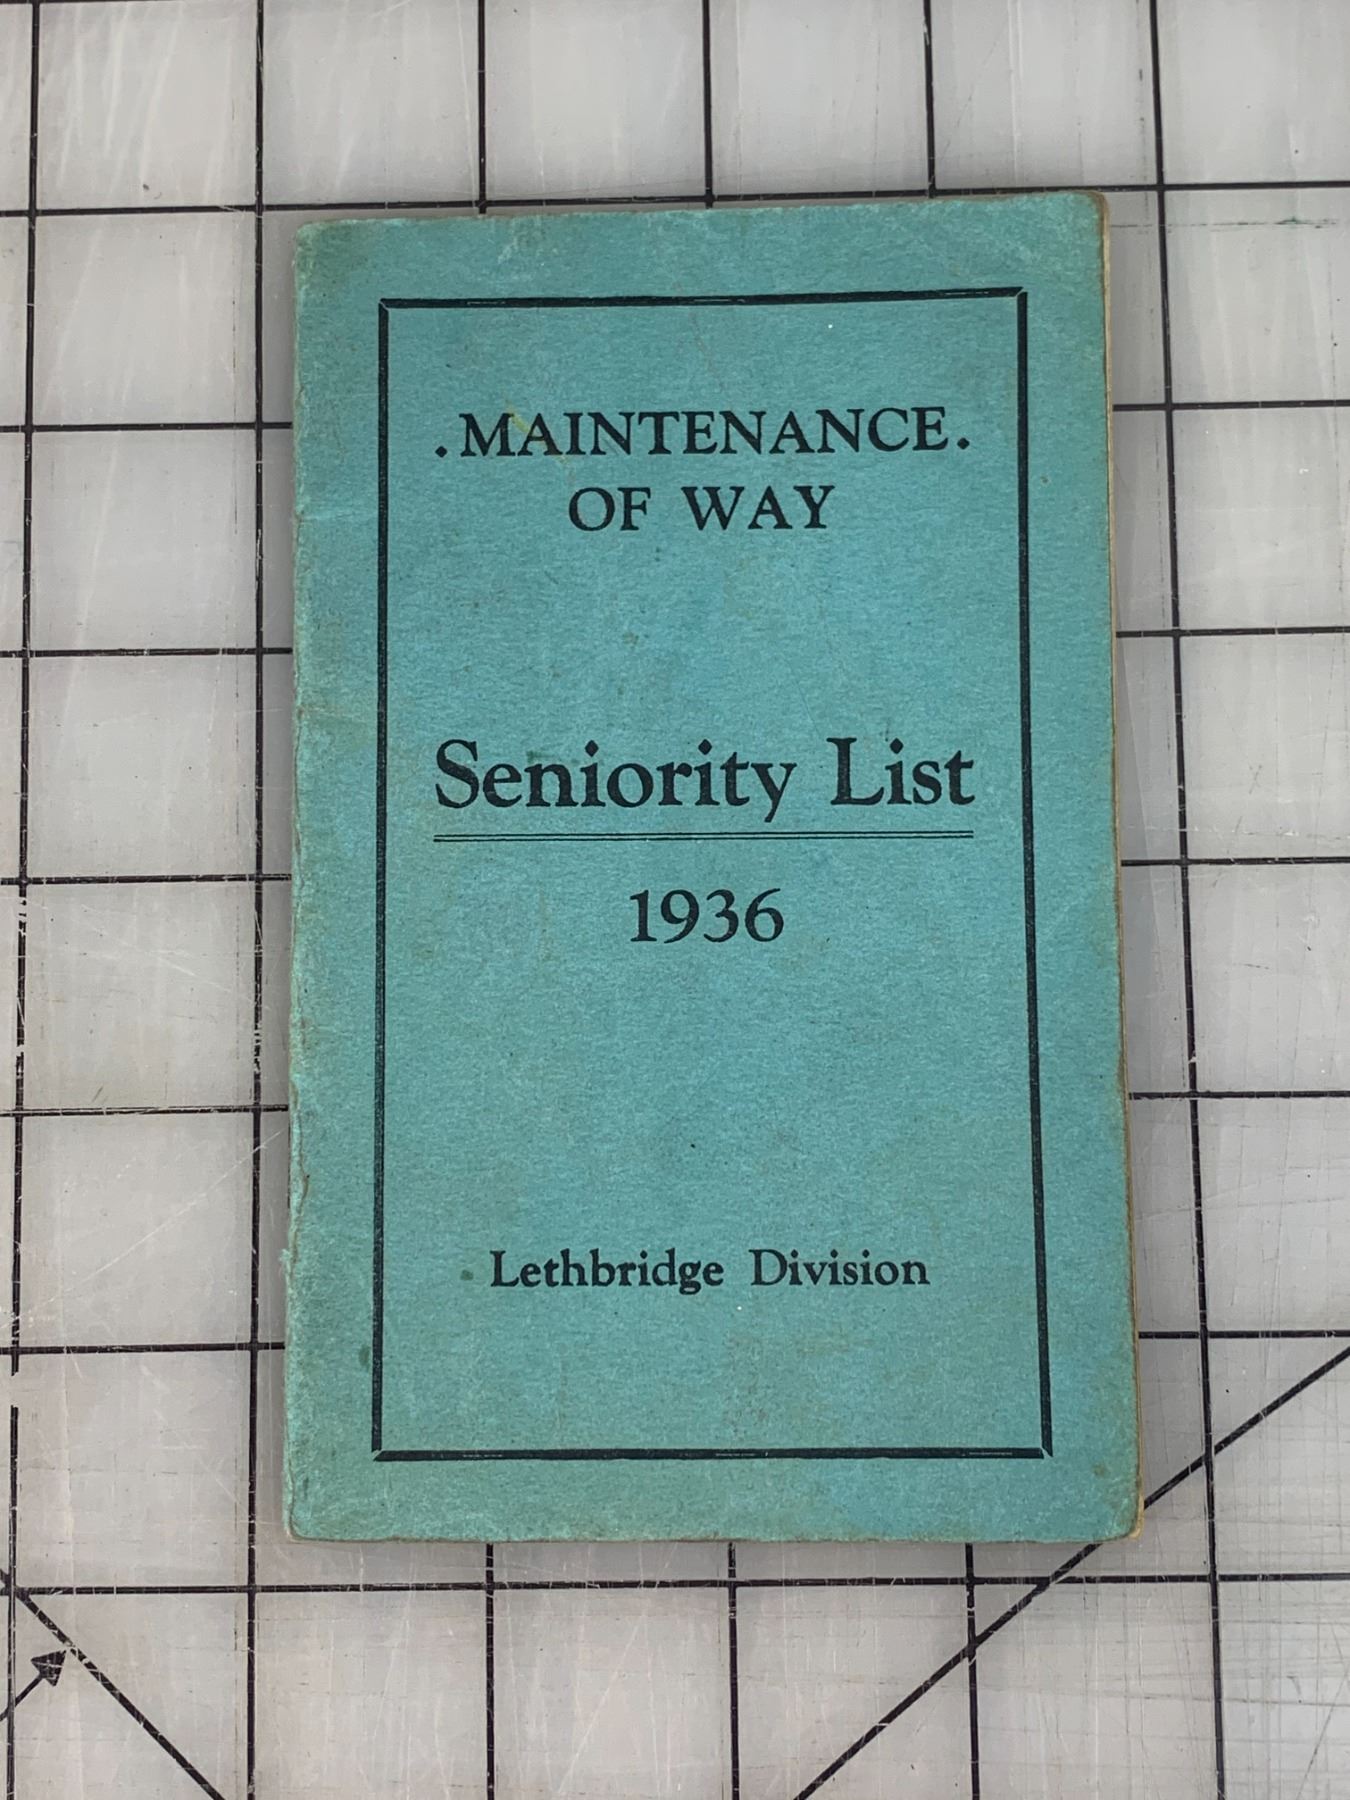 .MAINTENANCE.
OF WAY
Seniority List
1936
Lethbridge Division